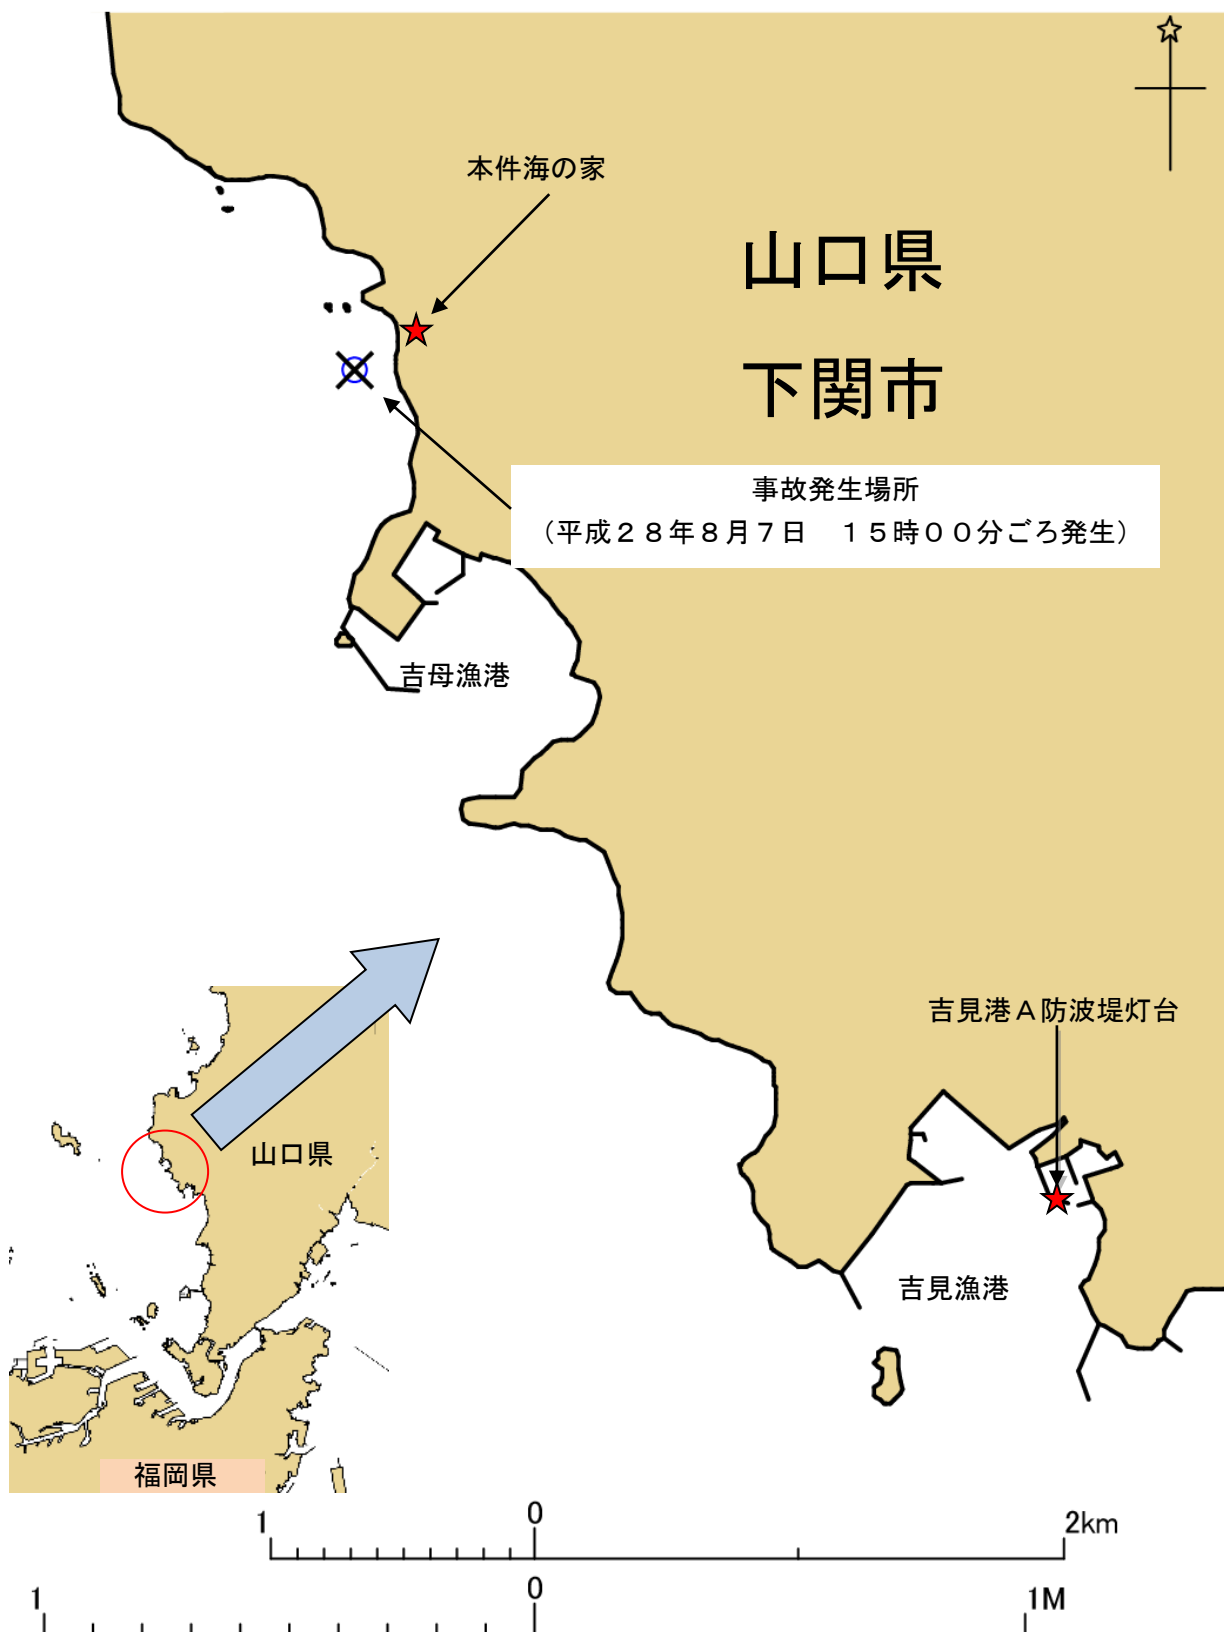 本件海の家
山口県
下関市
事故発生場所
（平成２８年８月７日　１５時００分ごろ発生）
吉母漁港
吉見港Ａ防波堤灯台
山口県
吉見漁港
福岡県
1 0 2km
1 0 1M